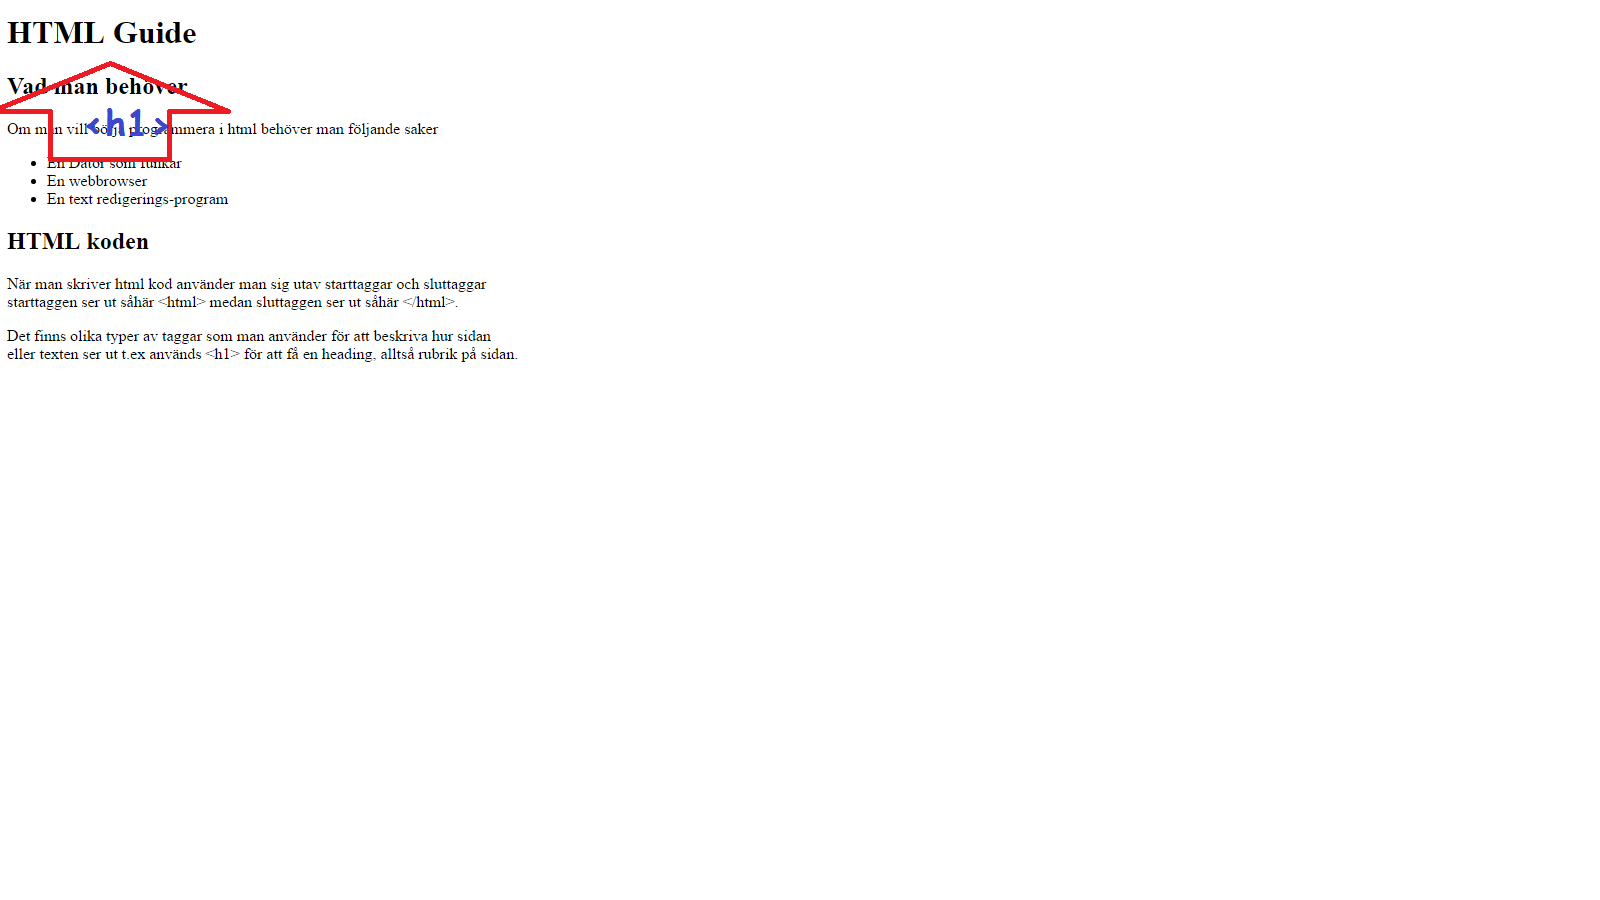 HTML Guide
Vad man behöver
<h1>
Om man vill börja programmera i html behöver man följande saker
En Dator som funkar
En webbrowser
En text redigerings-program
HTML koden
När man skriver html kod använder man sig utav starttaggar och sluttaggar
starttaggen ser ut såhär <html> medan sluttaggen ser ut såhär </html>.
Det finns olika typer av taggar som man använder för att beskriva hur sidan
eller texten ser ut t.ex används <h1> för att få en heading, alltså rubrik på sidan.